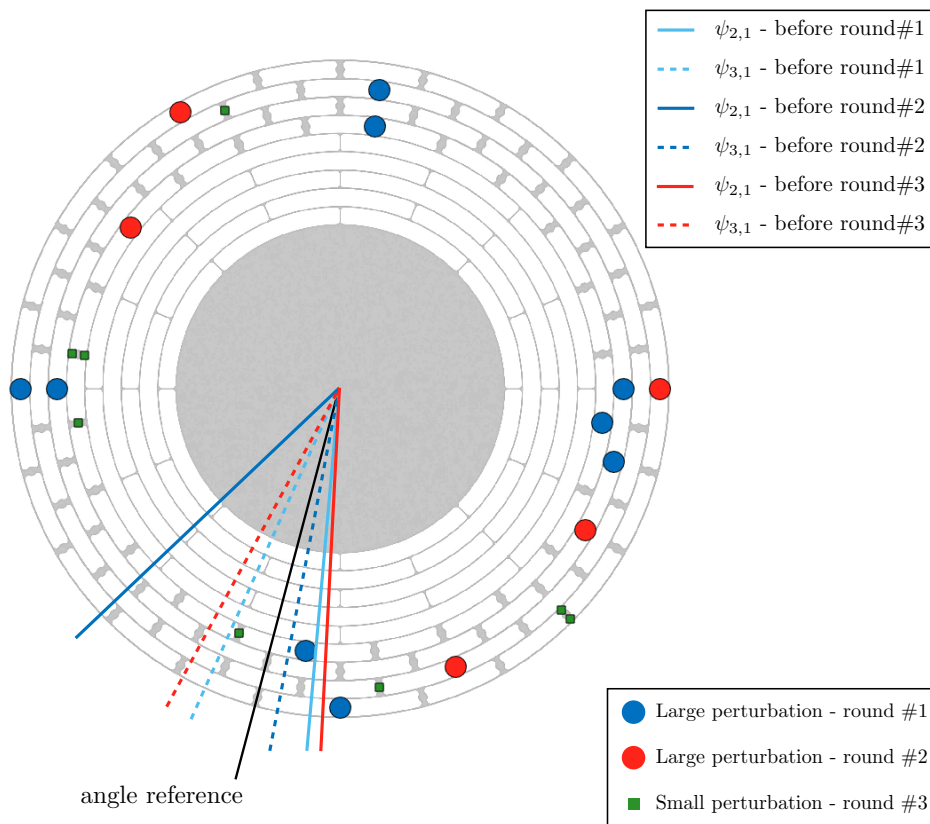 ψ2,1 - before round#1
ψ3,1 - before round#1
ψ2,1 - before round#2
ψ3,1 - before round#2
ψ2,1 - before round#3
ψ3,1 - before round#3
angle reference
Large perturbation - round #1
Large perturbation - round #2
Small perturbation - round #3